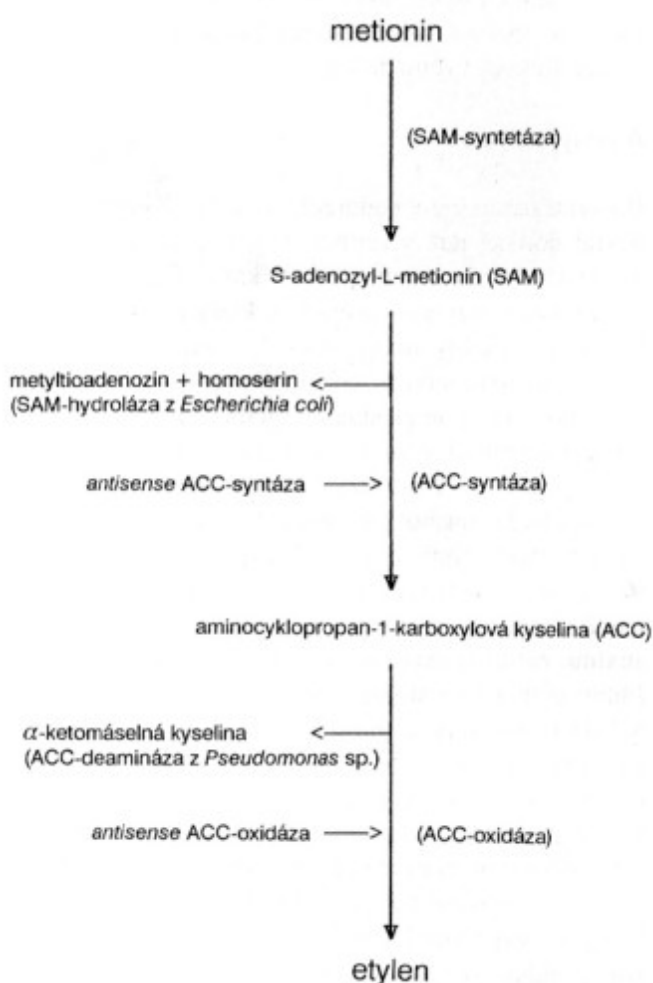 metionin
(SAM-syntetáza)
S-adenozyl-L-metionin (SAM)
metyltioadenozin + homoserin
(SAM-hydroláza z Escherichia coli)
antisense ACC-syntáza
(ACC-syntáza)
aminocyklopropan-1-karboxylová kyselina (ACC)
α-ketomáselná kyselina
(ACC-deamináza z Pseudomonas sp.)
antisense ACC-oxidáza
(ACC-oxidáza)
etylen